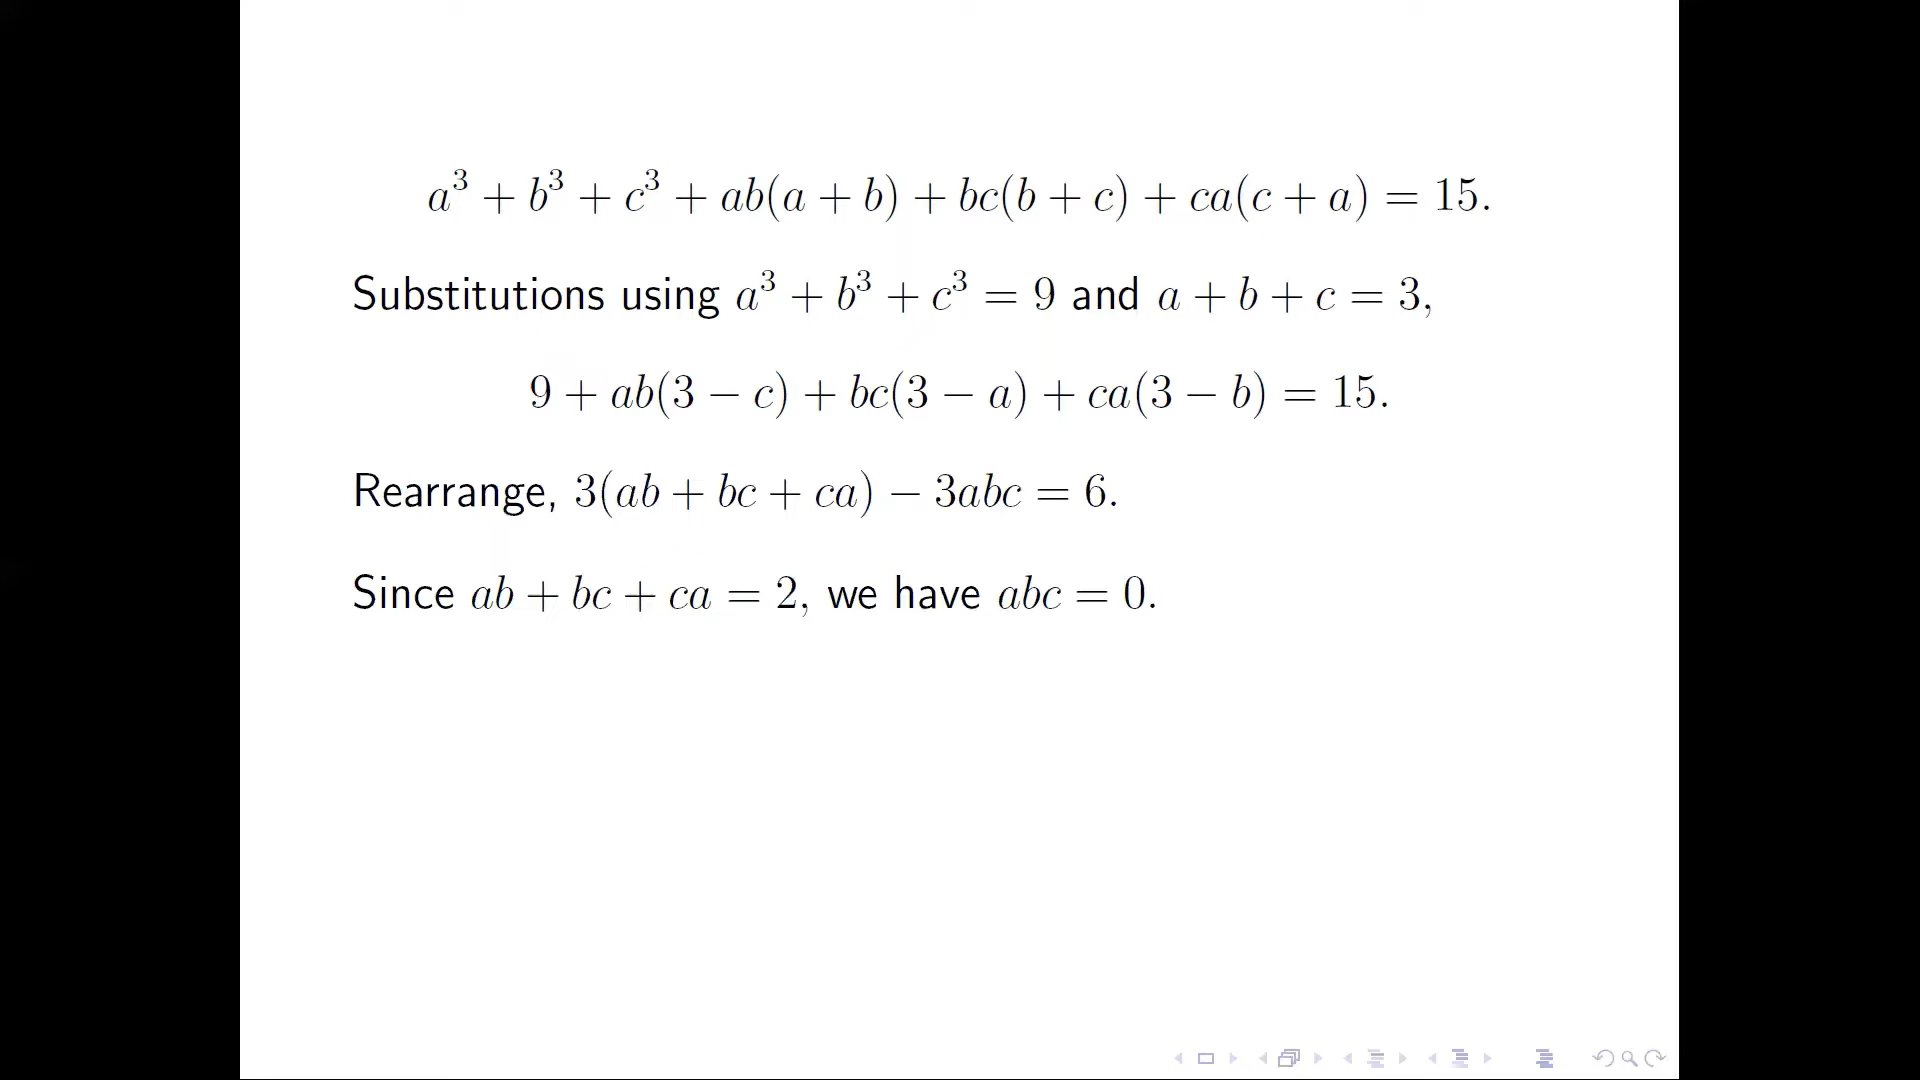 a³ + b³ + c³ + ab(a + b) + bc(b + c) + ca(c + a) = 15.
Substitutions using a³ + b³ + c³ = 9 and a + b + c = 3,
9 + ab(3 − c) + bc(3 − a) + ca(3 − b) = 15.
Rearrange, 3(ab + bc + ca) − 3abc = 6.
Since ab + bc + ca = 2, we have abc = 0.